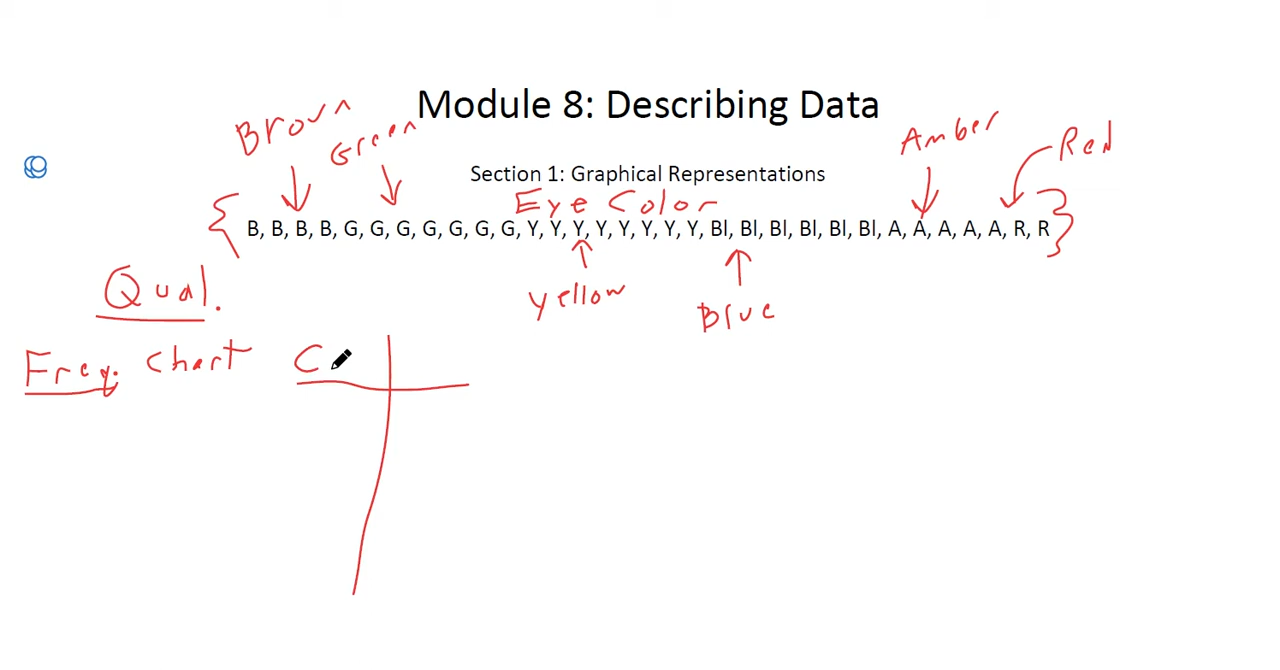 Module 8: Describing Data
Brown
Green
Amber
Red
Section 1: Graphical Representations
Eye Color
{ B, B, B, B, G, G, G, G, G, G, G, Y, Y, Y, Y, Y, Y, Y, Y, Bl, Bl, Bl, Bl, Bl, Bl, A, A, A, A, A, R, R }
Qual.
Yellow
Blue
Freq. Chart
C